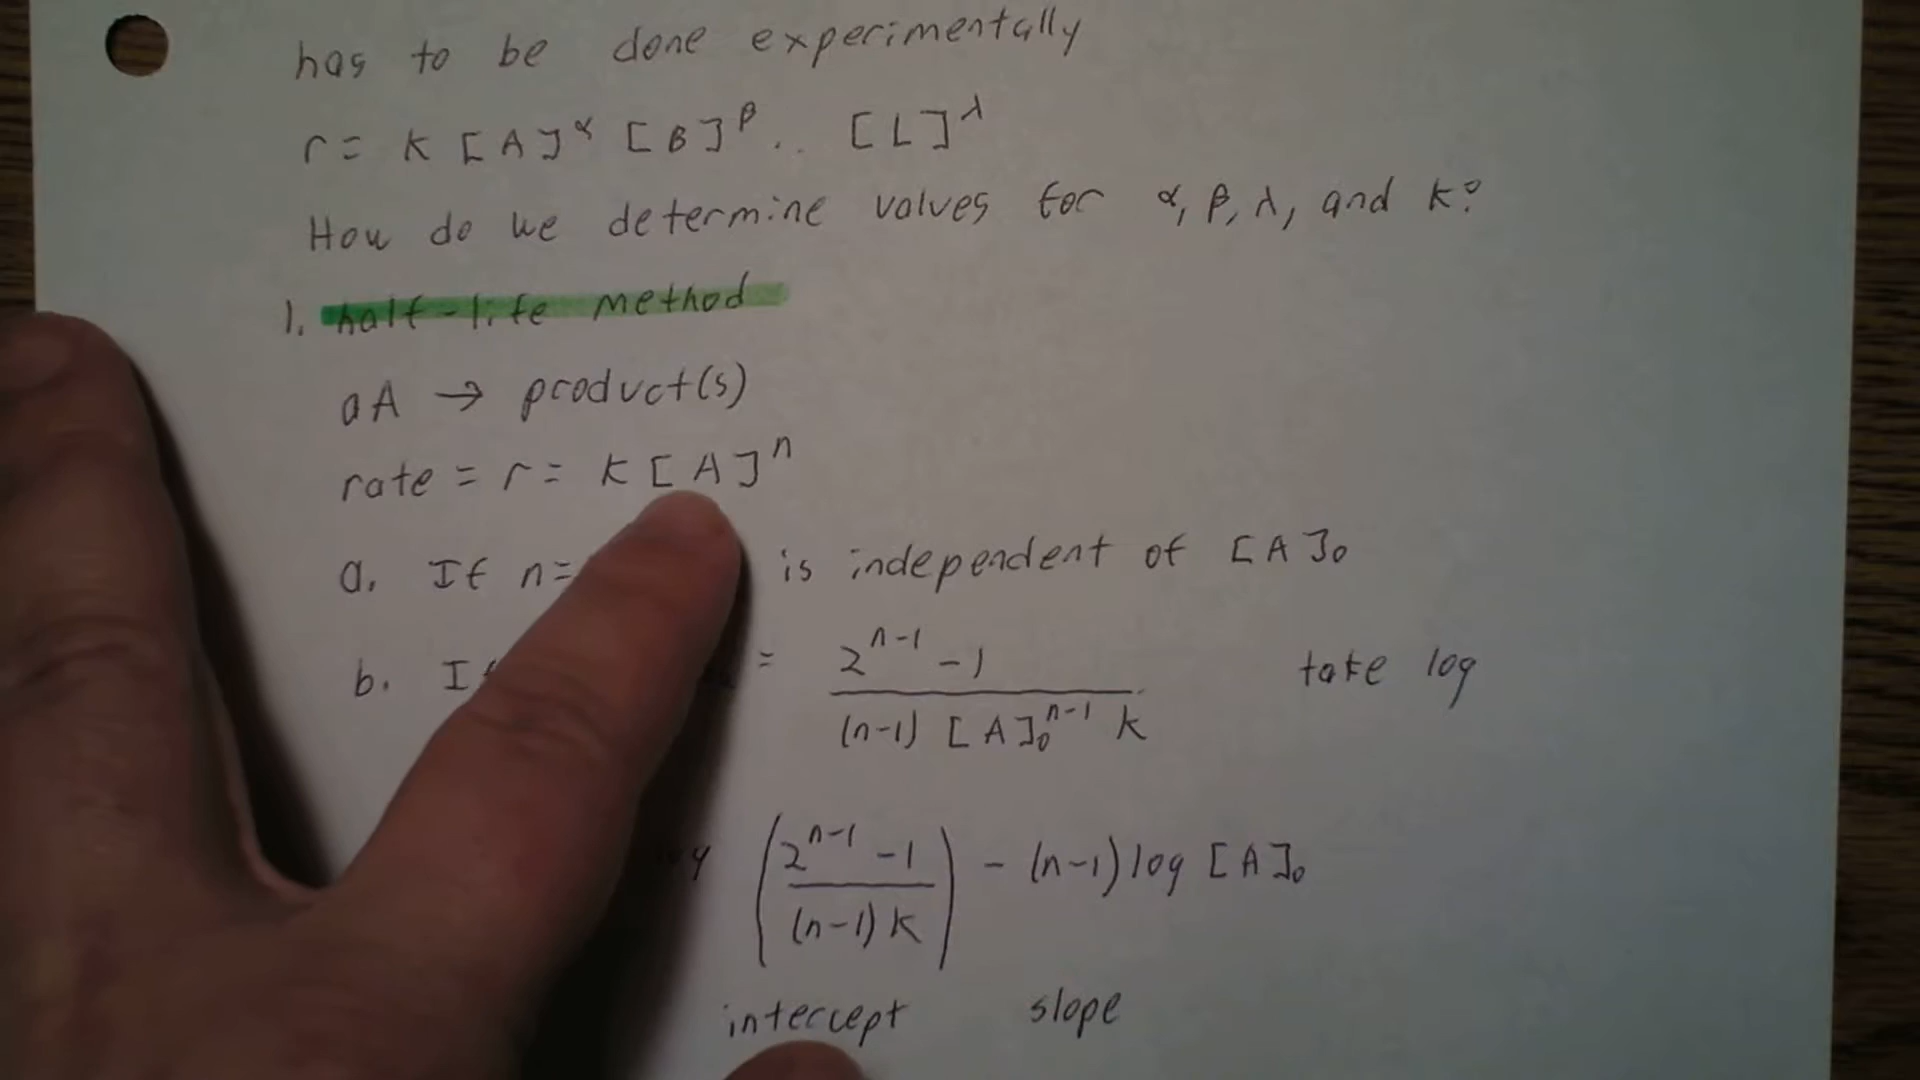 has to be done experimentally
r = k [A]^α [B]^β ... [L]^λ
How do we determine values for α, β, λ, and k?
1. half-life method
aA → product(s)
rate = r = k [A]^n
a. If n= is independent of [A]₀
b. If = (2^(n-1) - 1) / ((n-1) [A]₀^(n-1) k) take log
((2^(n-1) - 1) / ((n-1) k)) - (n-1) log [A]₀
intercept slope